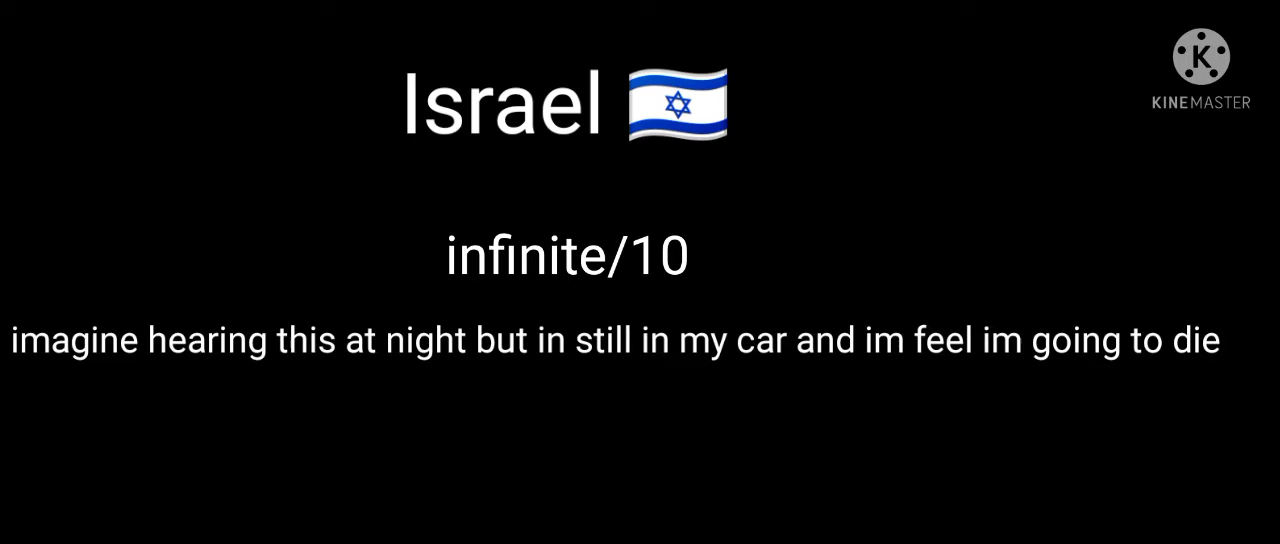 Israel 🇮🇱
K
KINEMASTER
infinite/10
imagine hearing this at night but in still in my car and im feel im going to die